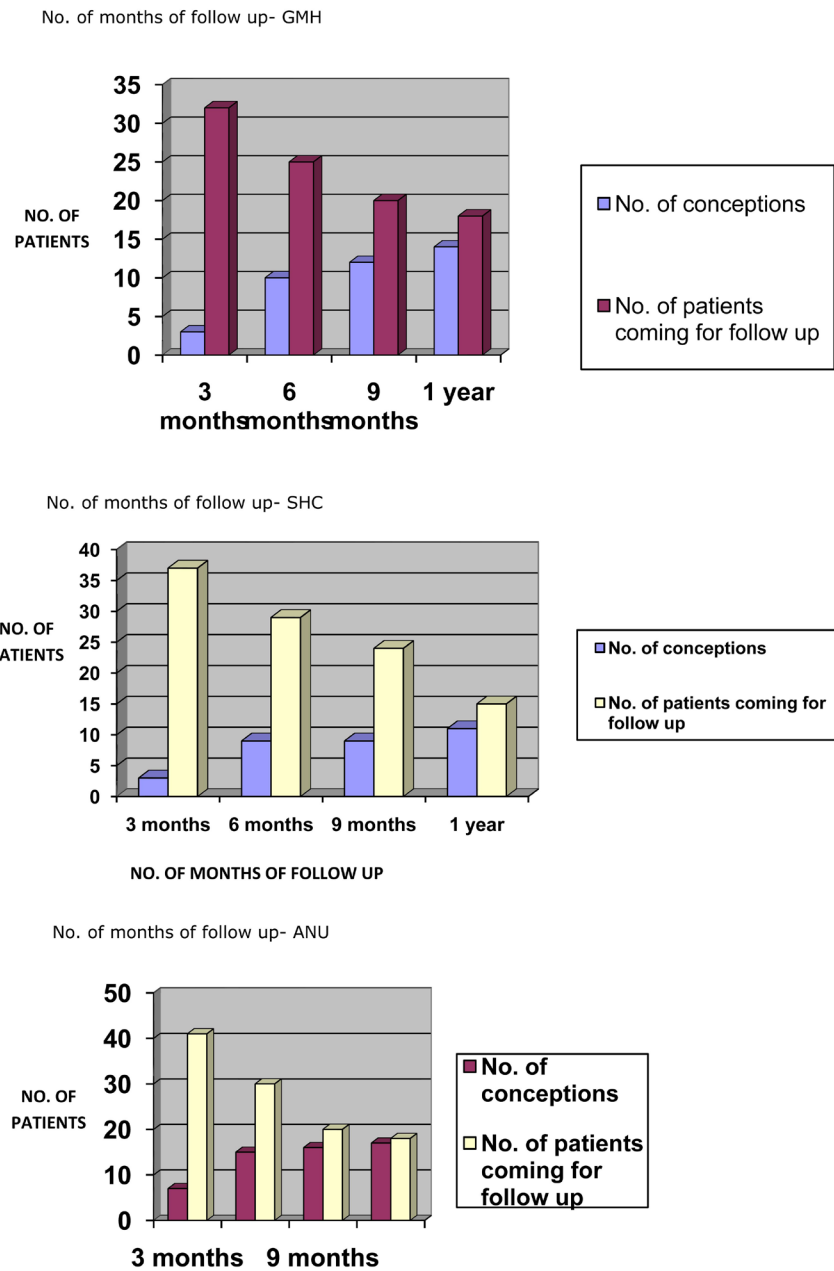 No. of months of follow up- GMH
35
30
25
20
15
10
5
0
NO. OF
PATIENTS
3
months
6
months
9
months
1 year
No. of conceptions
No. of patients
coming for follow up
No. of months of follow up- SHC
40
35
30
25
20
15
10
5
0
NO. OF
ATIENTS
3 months
6 months
9 months
1 year
No. of conceptions
No. of patients coming for
follow up
NO. OF MONTHS OF FOLLOW UP
No. of months of follow up- ANU
50
40
30
20
10
0
NO. OF
PATIENTS
3 months
9 months
No. of
conceptions
No. of patients
coming for
follow up